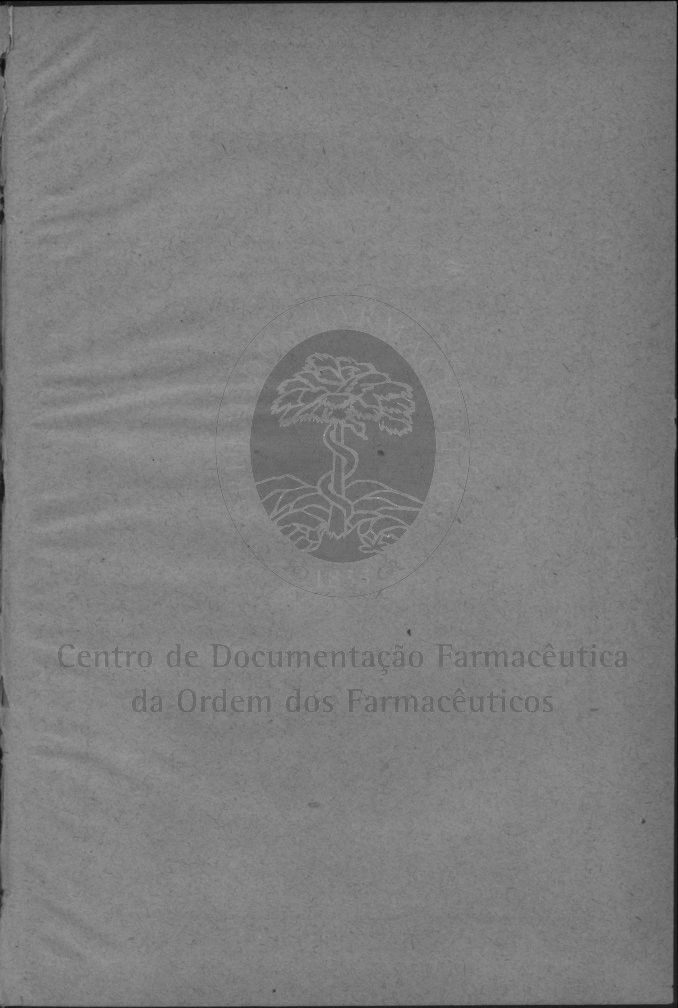 Centro de Documentação Farmacêutica
da Ordem dos Farmacêuticos